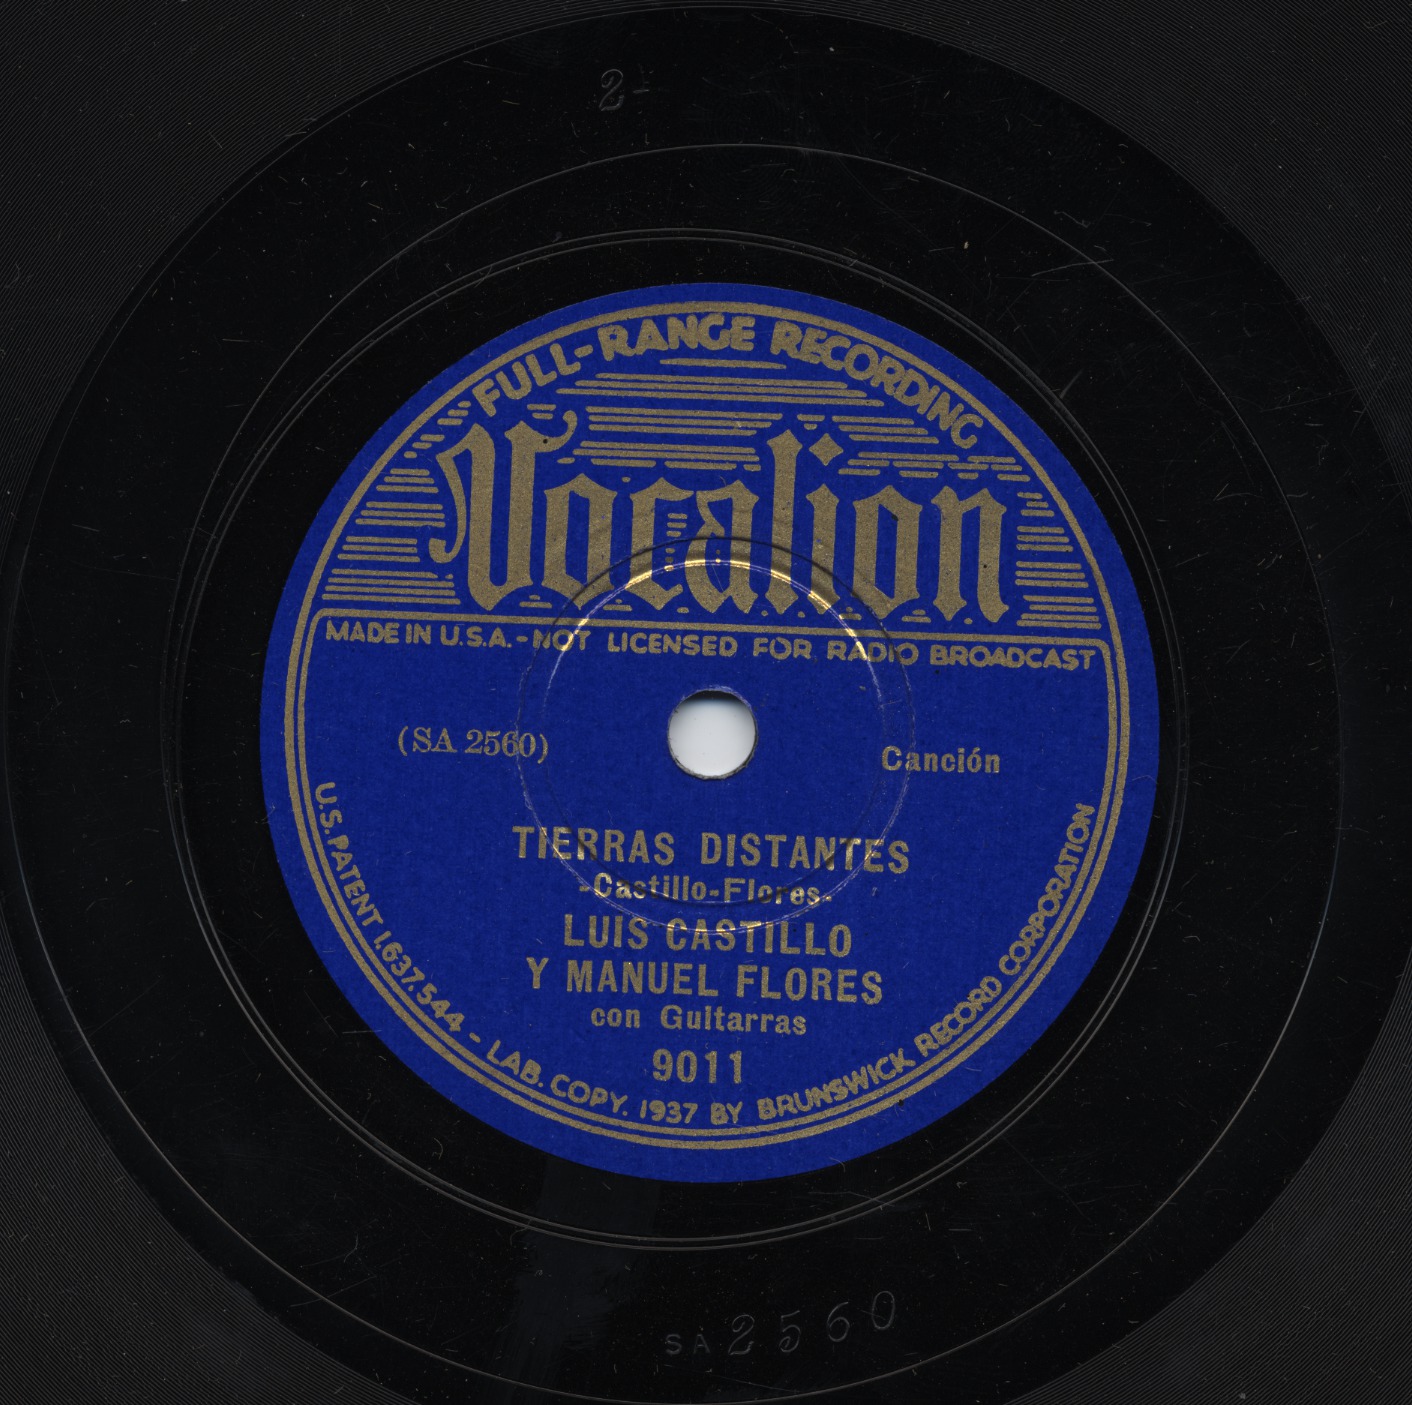 2-
FULL-RANGE RECORDING
Vocalion
MADE IN U.S.A.-NOT LICENSED FOR RADIO BROADCAST
(SA 2560)
Canción
TIERRAS DISTANTES
-Castillo-Flores-
LUIS CASTILLO
Y MANUEL FLORES
con Guitarras
9011
U.S. PATENT 1,637,544 - LAB. COPY. 1937 BY BRUNSWICK RECORD CORPORATION
SA 2560